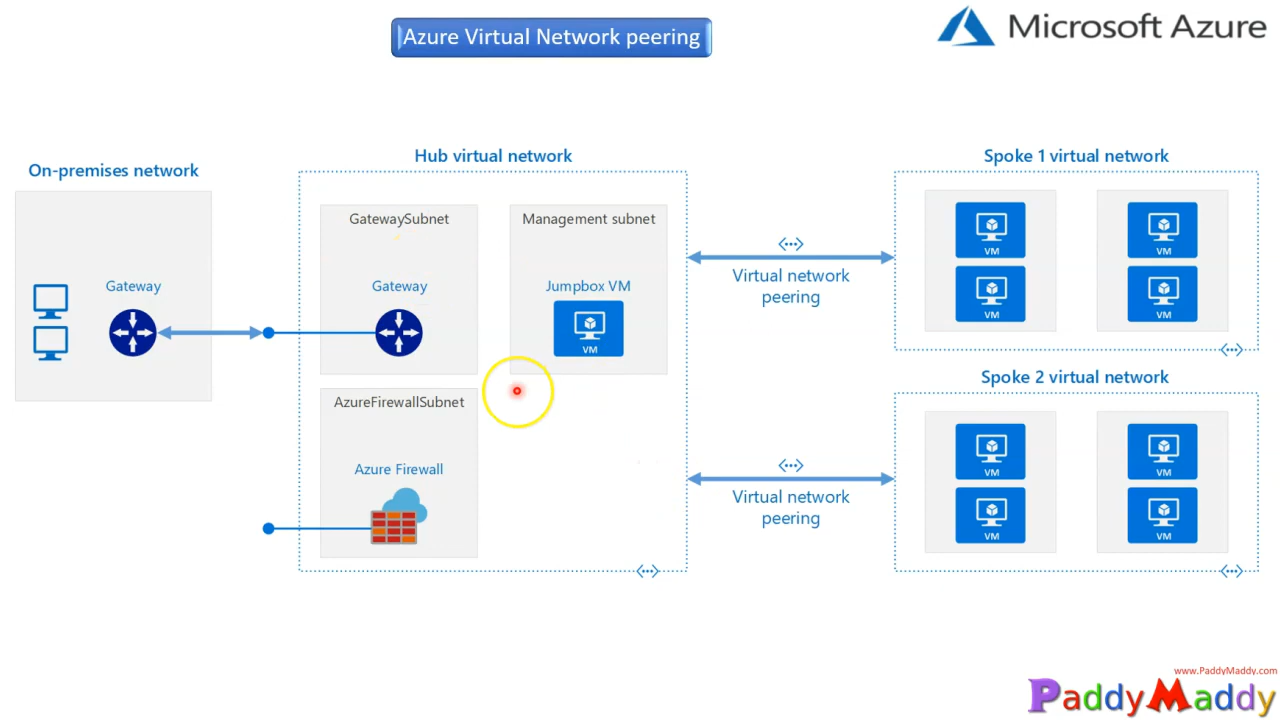 Azure Virtual Network peering
Microsoft Azure
On-premises network
Gateway
Hub virtual network
GatewaySubnet
Gateway
Management subnet
Jumpbox VM
VM
AzureFirewallSubnet
Azure Firewall
Virtual network
peering
Virtual network
peering
Spoke 1 virtual network
VM
VM
VM
VM
Spoke 2 virtual network
VM
VM
VM
VM
www.PaddyMaddy.com
PaddyMaddy